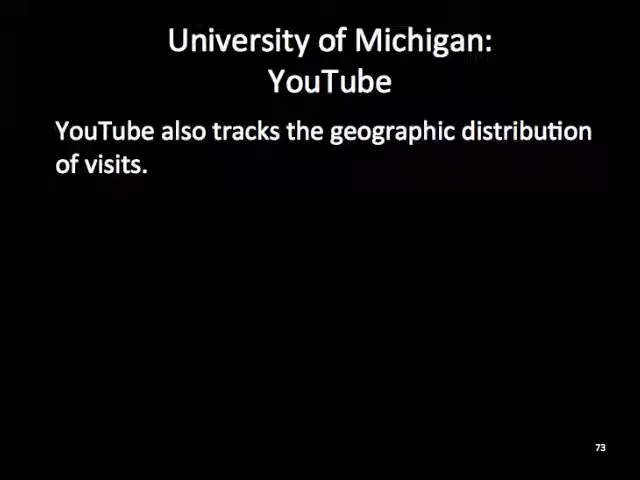 University of Michigan:
YouTube
YouTube also tracks the geographic distribution
of visits.
73